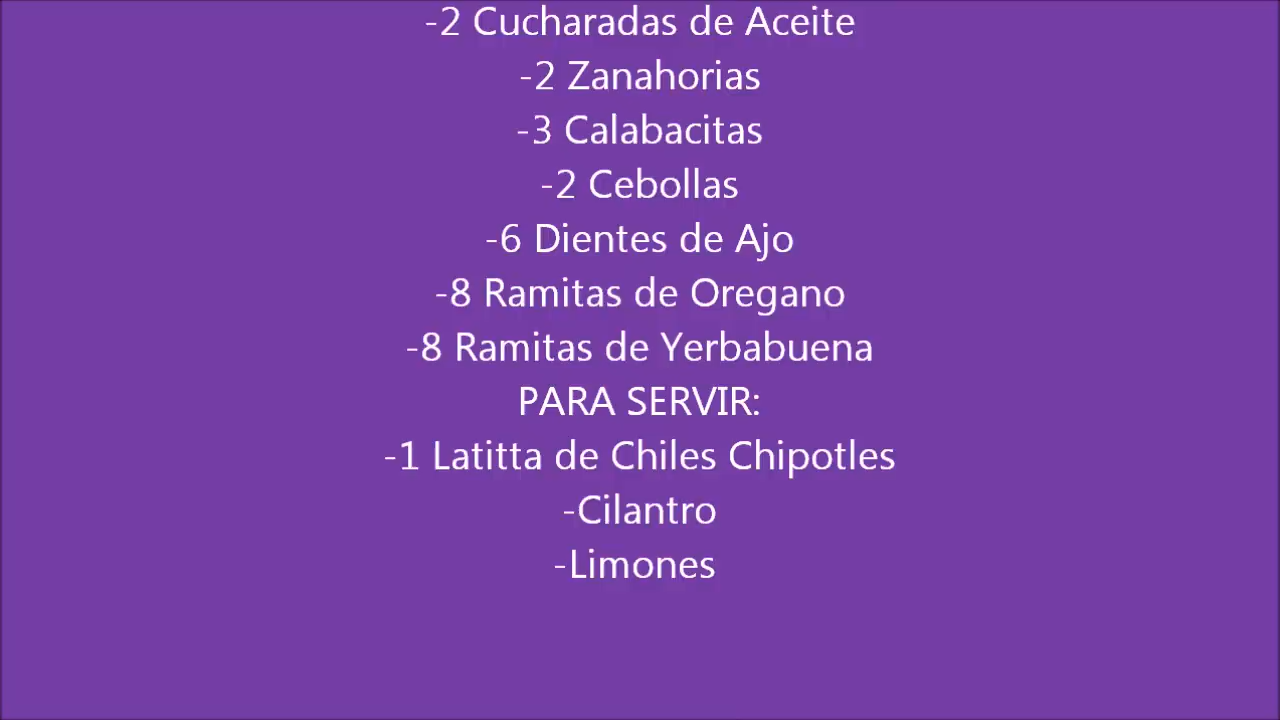 -2 Cucharadas de Aceite
-2 Zanahorias
-3 Calabacitas
-2 Cebollas
-6 Dientes de Ajo
-8 Ramitas de Oregano
-8 Ramitas de Yerbabuena
PARA SERVIR:
-1 Latitta de Chiles Chipotles
-Cilantro
-Limones